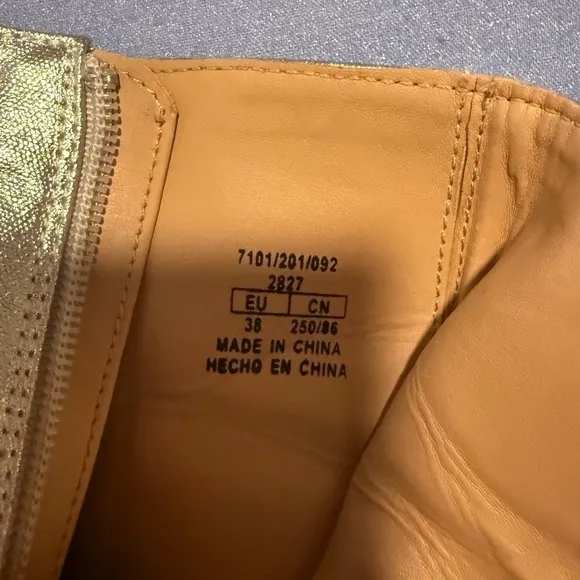 7101/201/092
2827
EU CN
38 250/86
MADE IN CHINA
HECHO EN CHINA